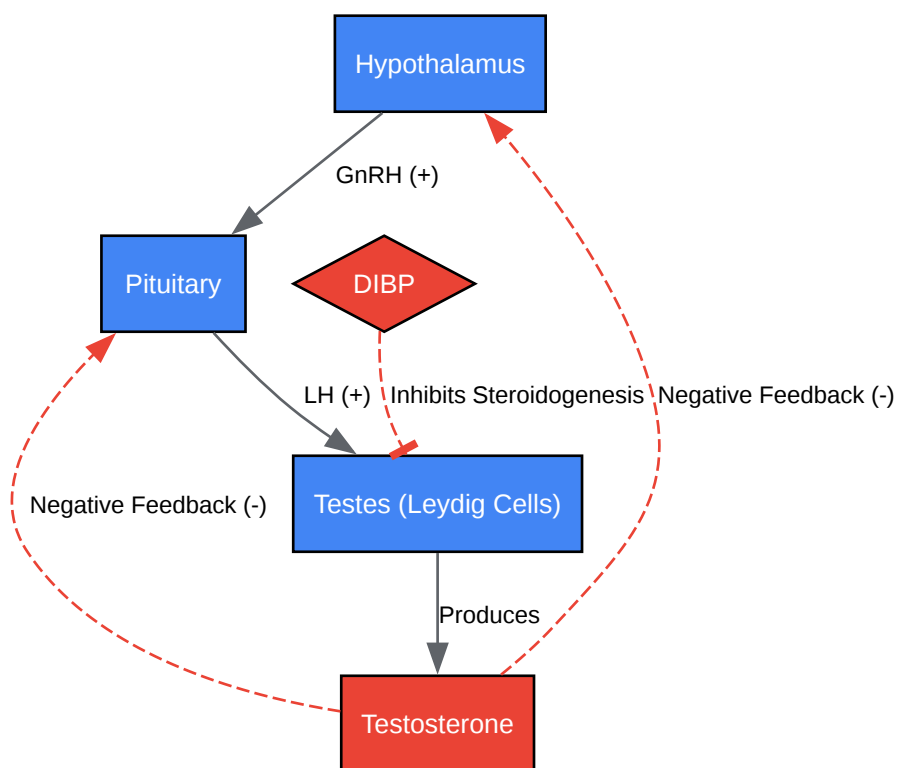 Hypothalamus
GnRH (+)
Pituitary
DIBP
LH (+)
Inhibits Steroidogenesis
Negative Feedback (-)
Negative Feedback (-)
Testes (Leydig Cells)
Produces
Testosterone